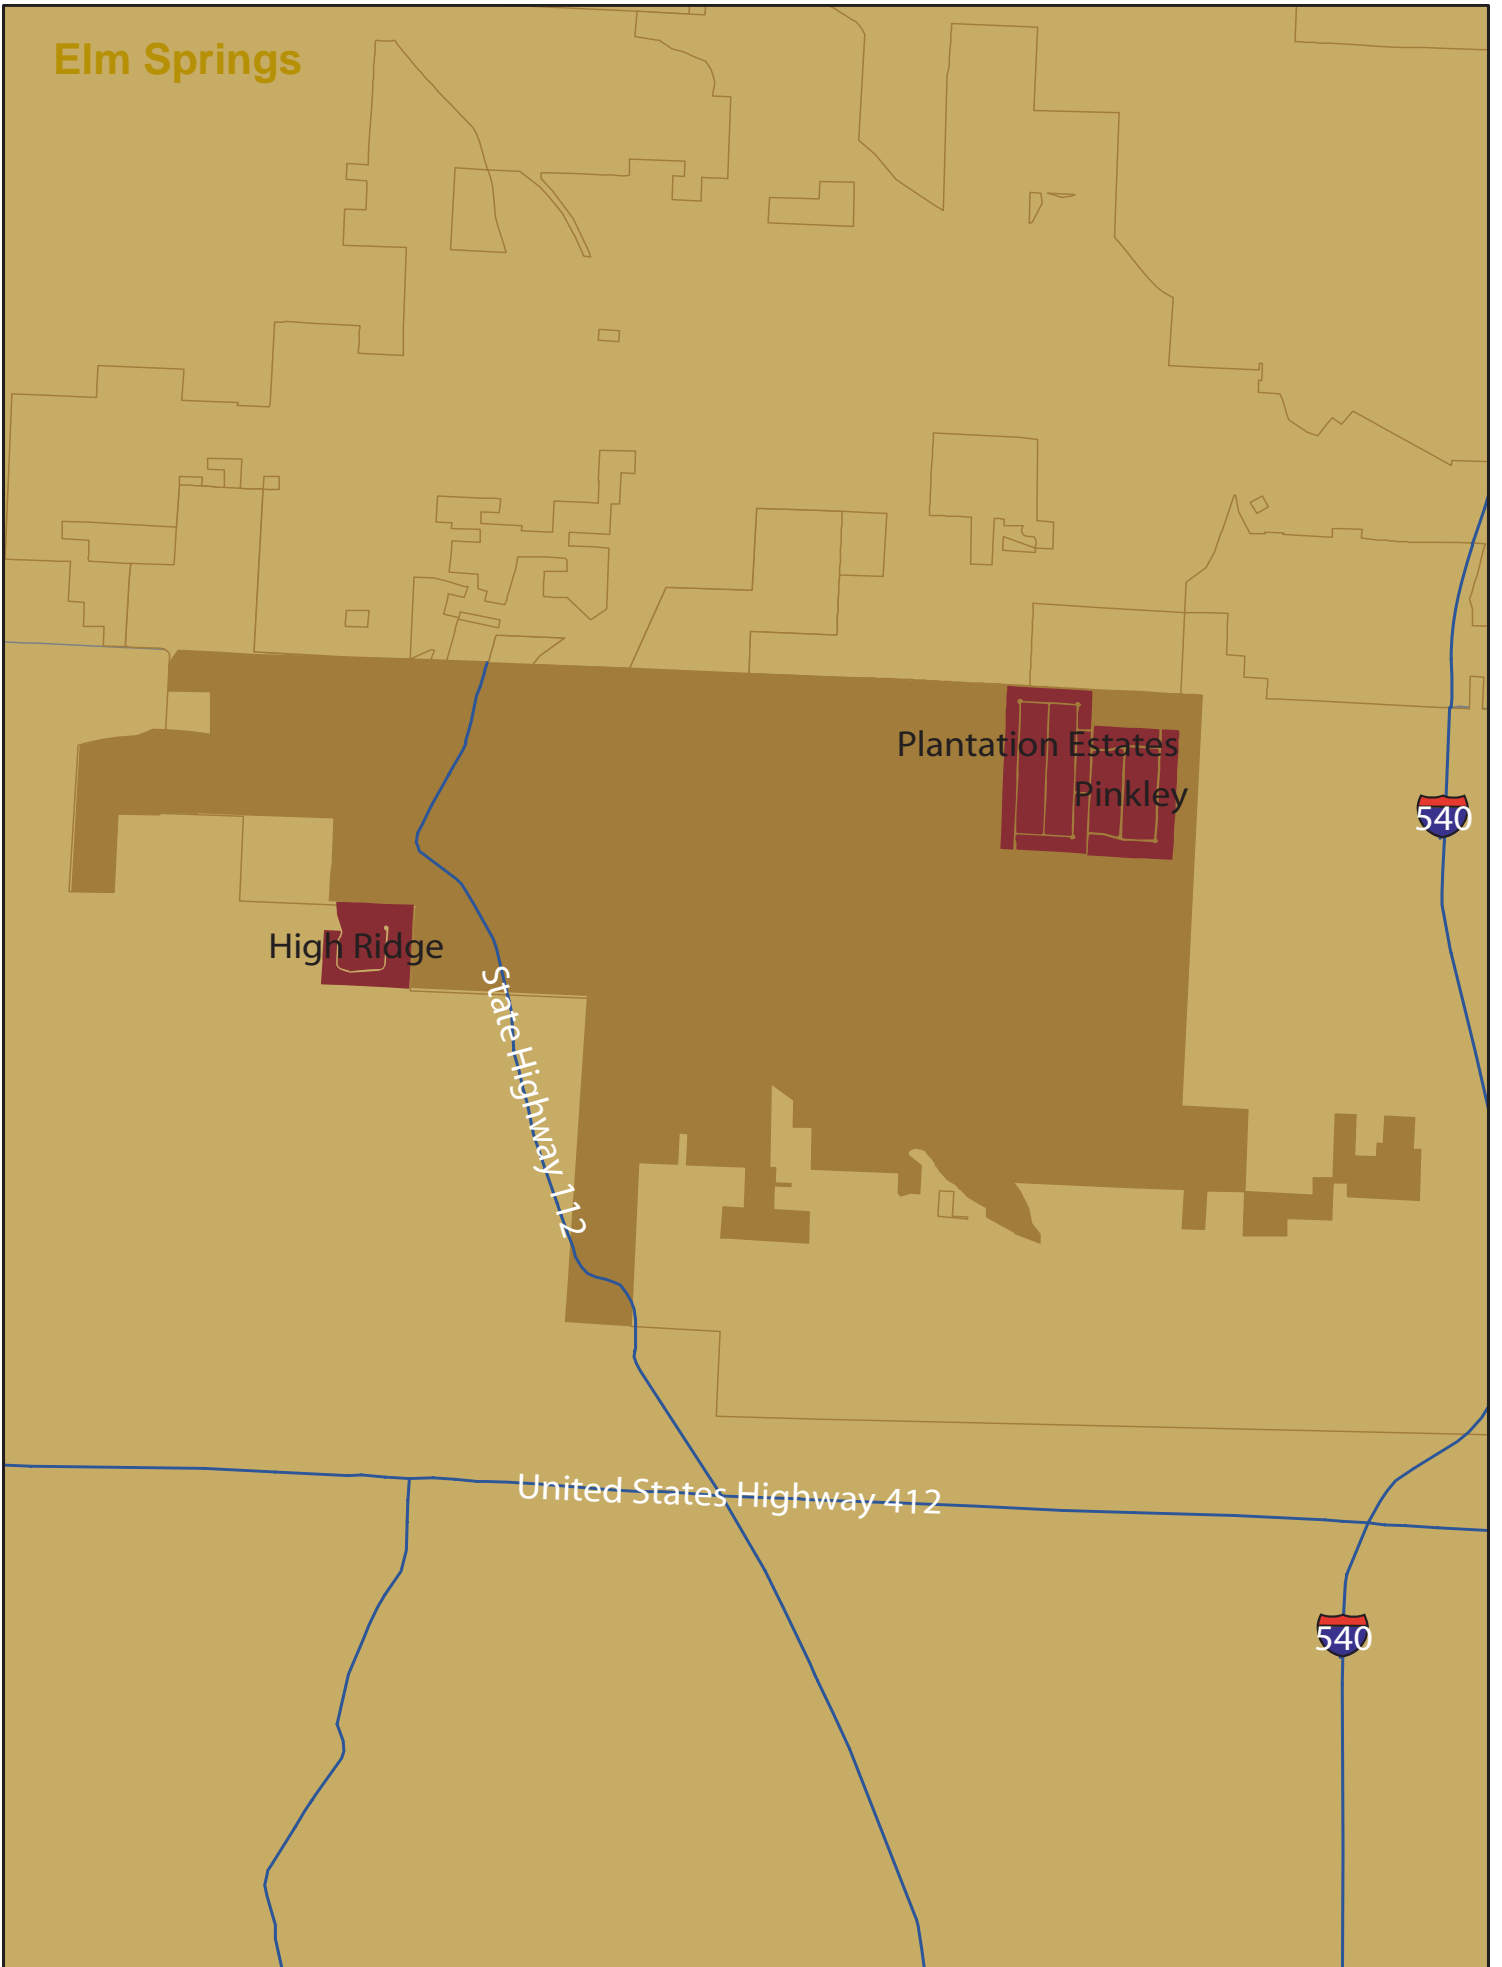 Elm Springs
Plantation Estates
Pinkley
540
High Ridge
State Highway 112
United States Highway 412
540